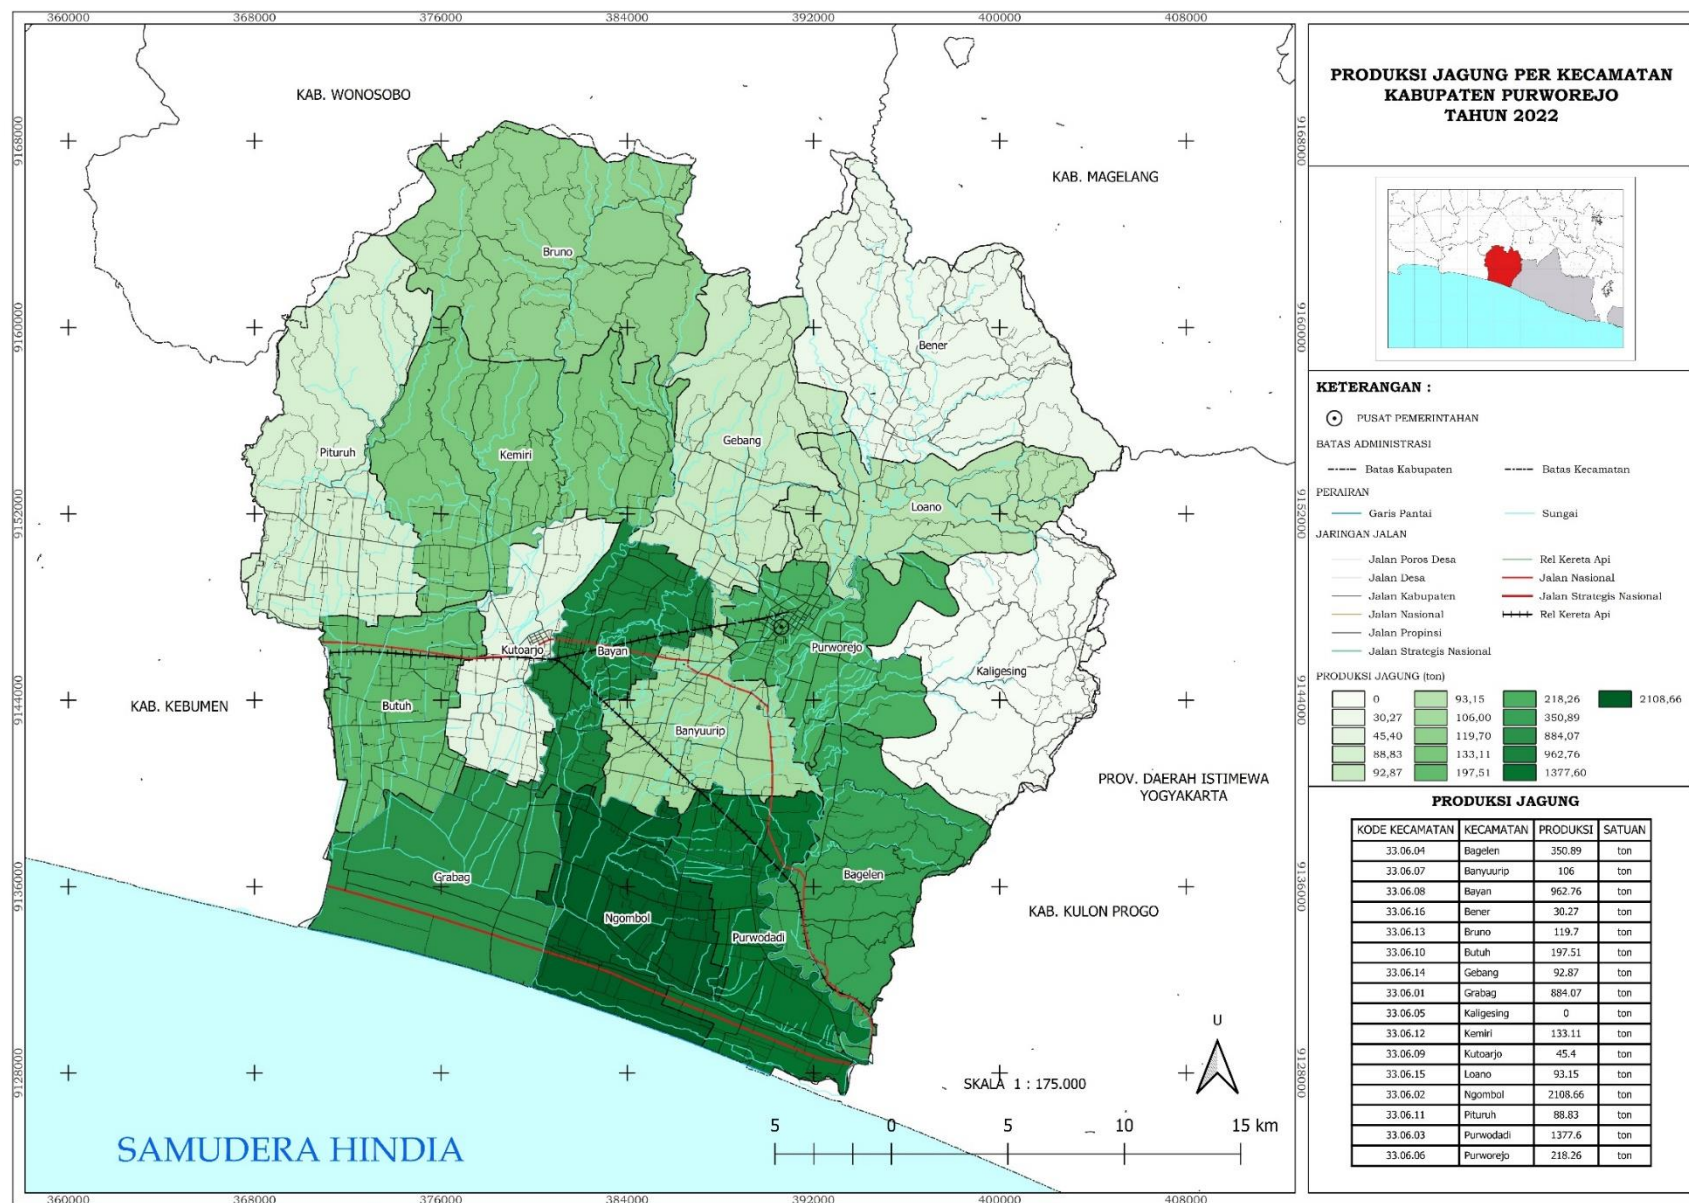 360000 368000 376000 384000 392000 400000 408000
9168000
9160000
9152000
9144000
9136000
9128000
KAB. WONOSOBO
KAB. MAGELANG
Bruno
Bener
Gebang
Pituruh
Kemiri
Loano
Kutoarjo
Bayan
Purworejo
Kaligesing
KAB. KEBUMEN
Butuh
Banyuurip
PROV. DAERAH ISTIMEWA
YOGYAKARTA
Grabag
Bagelen
Ngombol
Purwodadi
KAB. KULON PROGO
U
SKALA 1 : 175.000
5 0 5 10 15 km
SAMUDERA HINDIA
9168000
9160000
9152000
9144000
9136000
9128000
360000 368000 376000 384000 392000 400000 408000
PRODUKSI JAGUNG PER KECAMATAN
KABUPATEN PURWOREJO
TAHUN 2022
KETERANGAN :
PUSAT PEMERINTAHAN
BATAS ADMINISTRASI
Batas Kabupaten Batas Kecamatan
PERAIRAN
Garis Pantai Sungai
JARINGAN JALAN
Jalan Poros Desa Rel Kereta Api
Jalan Desa Jalan Nasional
Jalan Kabupaten Jalan Strategis Nasional
Jalan Nasional Rel Kereta Api
Jalan Propinsi
Jalan Strategis Nasional
PRODUKSI JAGUNG (ton)
0 93,15 218,26 2108,66
30,27 106,00 350,89
45,40 119,70 884,07
88,83 133,11 962,76
92,87 197,51 1377,60
PRODUKSI JAGUNG
KODE KECAMATAN KECAMATAN PRODUKSI SATUAN
33.06.04 Bagelen 350.89 ton
33.06.07 Banyuurip 106 ton
33.06.08 Bayan 962.76 ton
33.06.16 Bener 30.27 ton
33.06.13 Bruno 119.7 ton
33.06.10 Butuh 197.51 ton
33.06.14 Gebang 92.87 ton
33.06.01 Grabag 884.07 ton
33.06.05 Kaligesing 0 ton
33.06.12 Kemiri 133.11 ton
33.06.09 Kutoarjo 45.4 ton
33.06.15 Loano 93.15 ton
33.06.02 Ngombol 2108.66 ton
33.06.11 Pituruh 88.83 ton
33.06.03 Purwodadi 1377.6 ton
33.06.06 Purworejo 218.26 ton